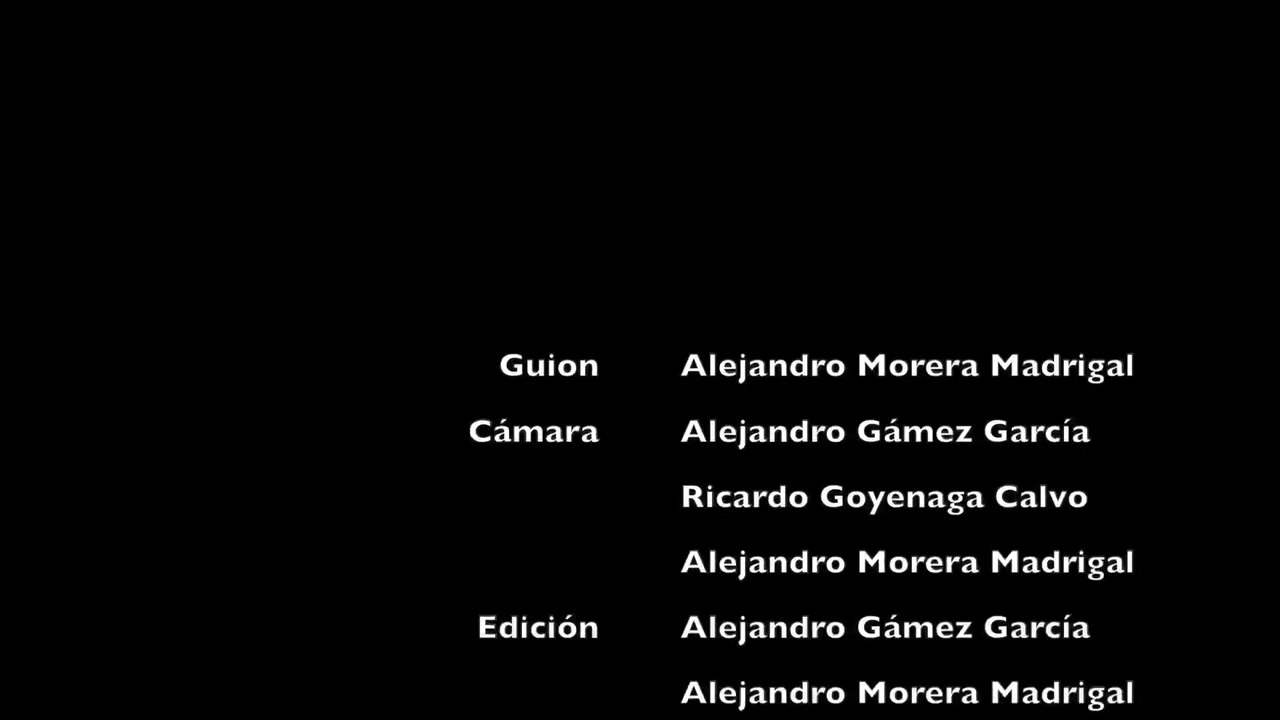 Guion Alejandro Morera Madrigal
Cámara Alejandro Gámez García
Ricardo Goyenaga Calvo
Alejandro Morera Madrigal
Edición Alejandro Gámez García
Alejandro Morera Madrigal